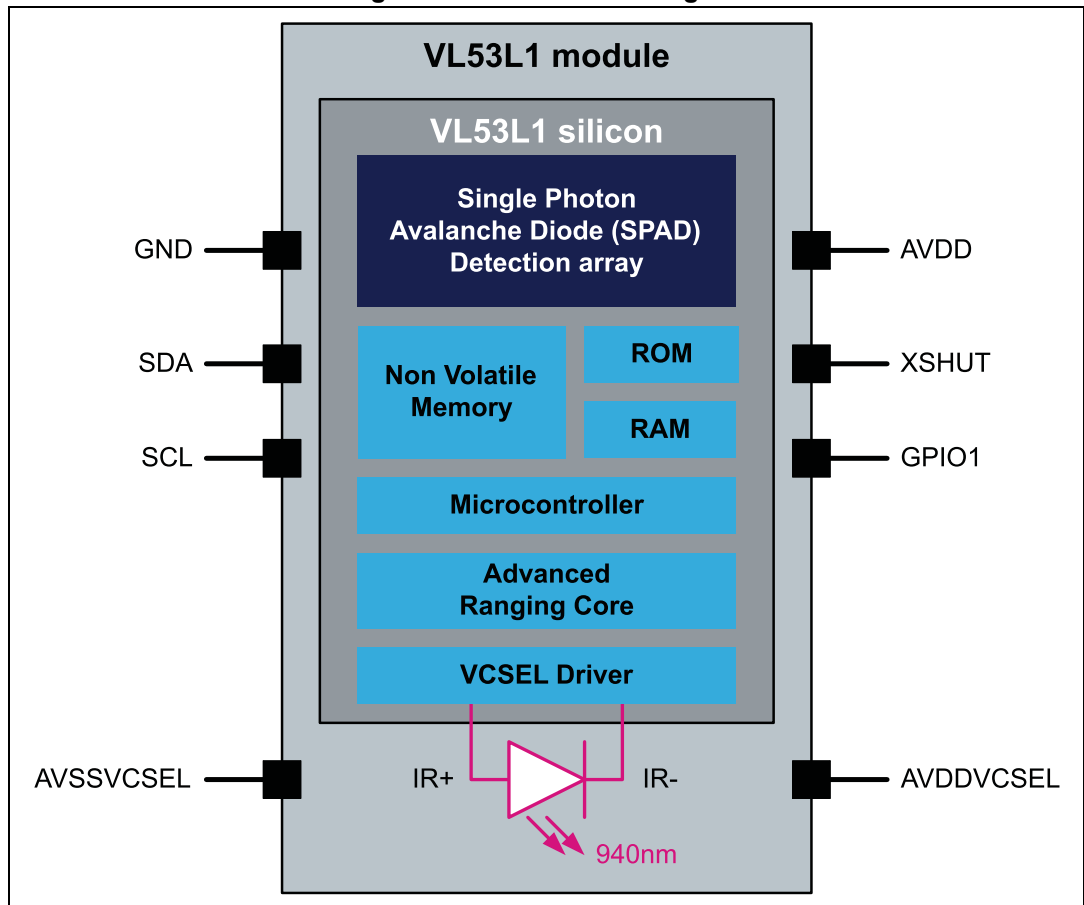 VL53L1 module
VL53L1 silicon
Single Photon
Avalanche Diode (SPAD)
Detection array
GND
AVDD
SDA
Non Volatile
Memory
ROM
XSHUT
RAM
SCL
GPIO1
Microcontroller
Advanced
Ranging Core
VCSEL Driver
AVSSVCSEL
IR+
IR-
AVDDVCSEL
940nm